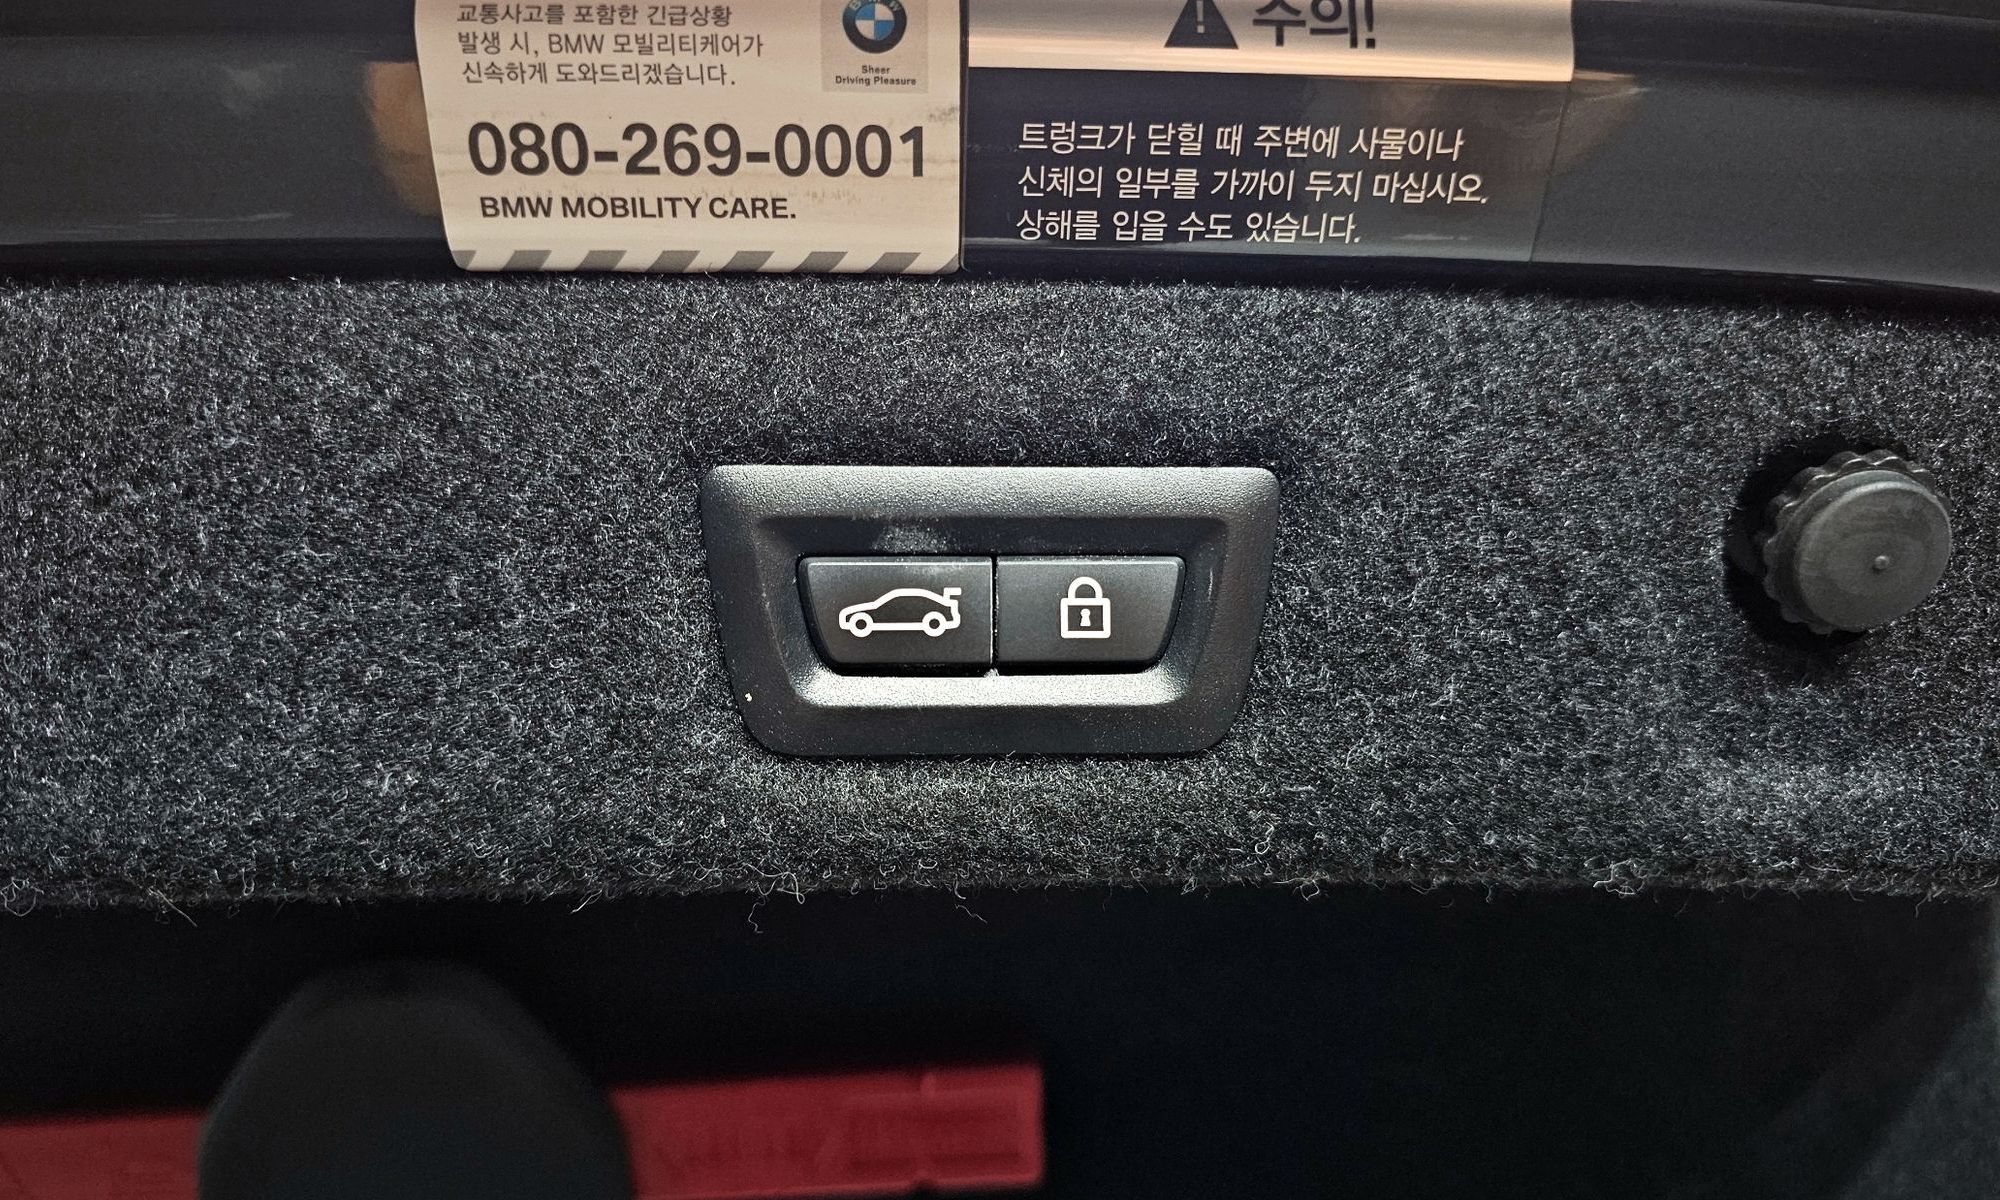 교통사고를 포함한 긴급상황
발생 시, BMW 모빌리티케어가
신속하게 도와드리겠습니다.
BMW
Sheer
Driving Pleasure
080-269-0001
BMW MOBILITY CARE.
주의!
트렁크가 닫힐 때 주변에 사물이나
신체의 일부를 가까이 두지 마십시오.
상해를 입을 수도 있습니다.